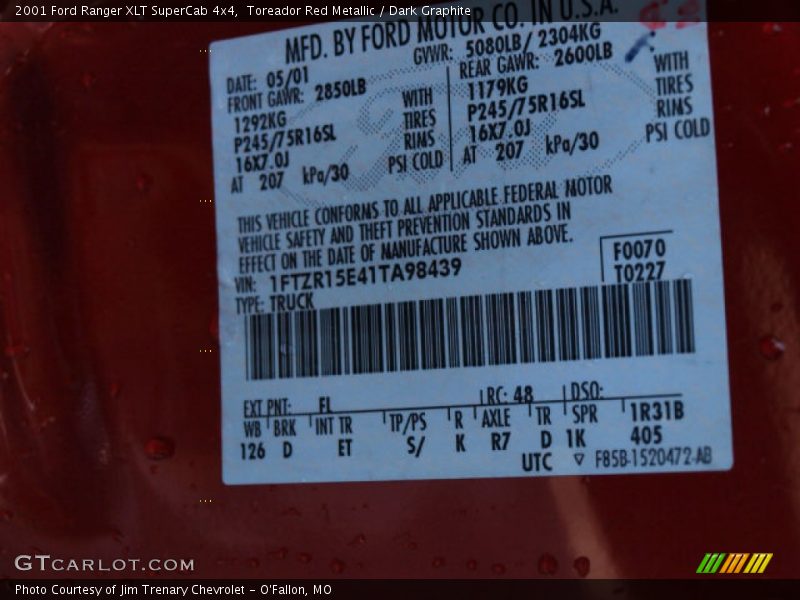 2001 Ford Ranger XLT SuperCab 4x4,  Toreador Red Metallic / Dark Graphite
MFD. BY FORD MOTOR CO. IN U.S.A.
DATE: 05/01 GVWR: 5080LB/ 2304KG
FRONT GAWR: 2850LB REAR GAWR: 2600LB
1292KG WITH 1179KG WITH
P245/75R16SL TIRES P245/75R16SL TIRES
16X7.0J RIMS 16X7.0J RIMS
AT 207 kPa/30 PSI COLD AT 207 kPa/30 PSI COLD
THIS VEHICLE CONFORMS TO ALL APPLICABLE FEDERAL MOTOR
VEHICLE SAFETY AND THEFT PREVENTION STANDARDS IN
EFFECT ON THE DATE OF MANUFACTURE SHOWN ABOVE.
VIN: 1FTZR15E41TA98439 F0070
TYPE: TRUCK T0227
EXT PNT: FL RC: 48 DSO:
WB BRK INT TR TP/PS R AXLE TR SPR 1R31B
126 D ET S/ K R7 D 1K 405
UTC ▽ F85B-1520472-AB
GTCARLOT.COM
Photo Courtesy of Jim Trenary Chevrolet - O'Fallon, MO